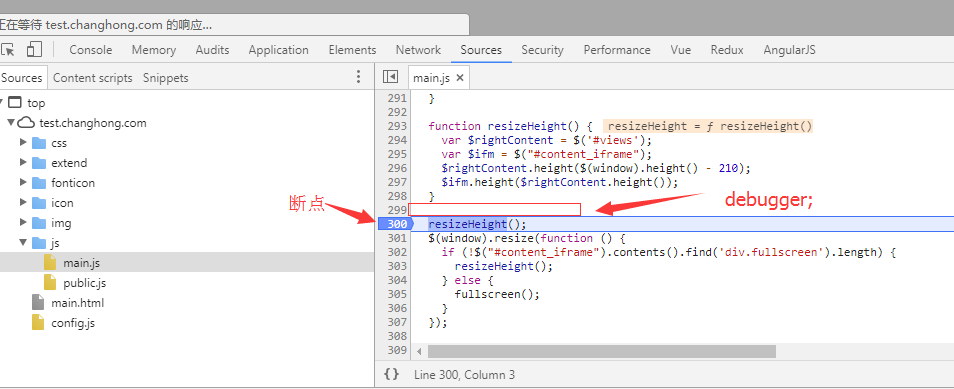 正在等待 test.changhong.com 的响应...
Console Memory Audits Application Elements Network Sources Security Performance Vue Redux AngularJS
Sources Content scripts Snippets
main.js ×
top
test.changhong.com
css
extend
fonticon
icon
img
js
main.js
public.js
main.html
config.js
291 }
292
293 function resizeHeight() { resizeHeight = ƒ resizeHeight()
294 var $rightContent = $('#views');
295 var $ifm = $("#content_iframe");
296 $rightContent.height($(window).height() - 210);
297 $ifm.height($rightContent.height());
298 }
299
300 resizeHeight();
301 $(window).resize(function () {
302 if (!$("#content_iframe").contents().find('div.fullscreen').length) {
303 resizeHeight();
304 } else {
305 fullscreen();
306 }
307 });
308
309
断点
debugger;
{} Line 300, Column 3